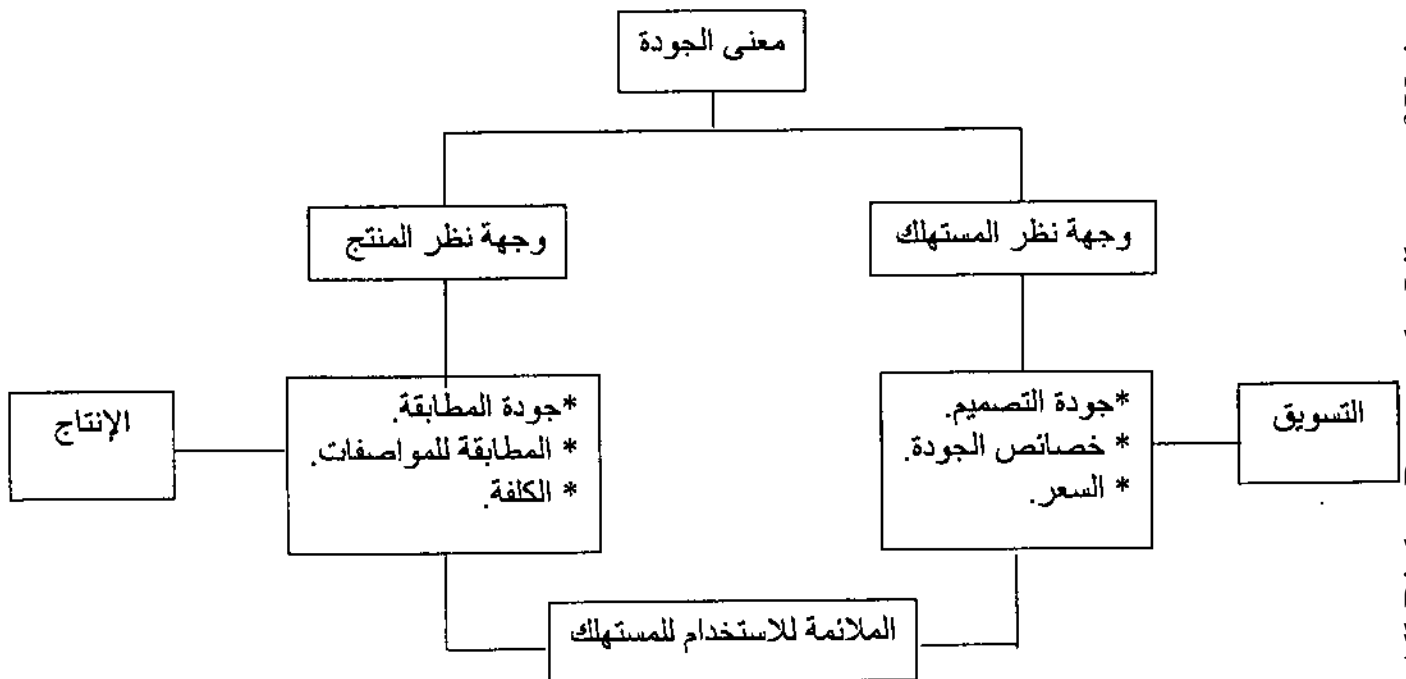 معنى الجودة
وجهة نظر المستهلك
وجهة نظر المنتج
التسويق
*جودة التصميم.
* خصائص الجودة.
* السعر.
*جودة المطابقة.
* المطابقة للمواصفات.
* الكلفة.
الإنتاج
الملائمة للاستخدام للمستهلك